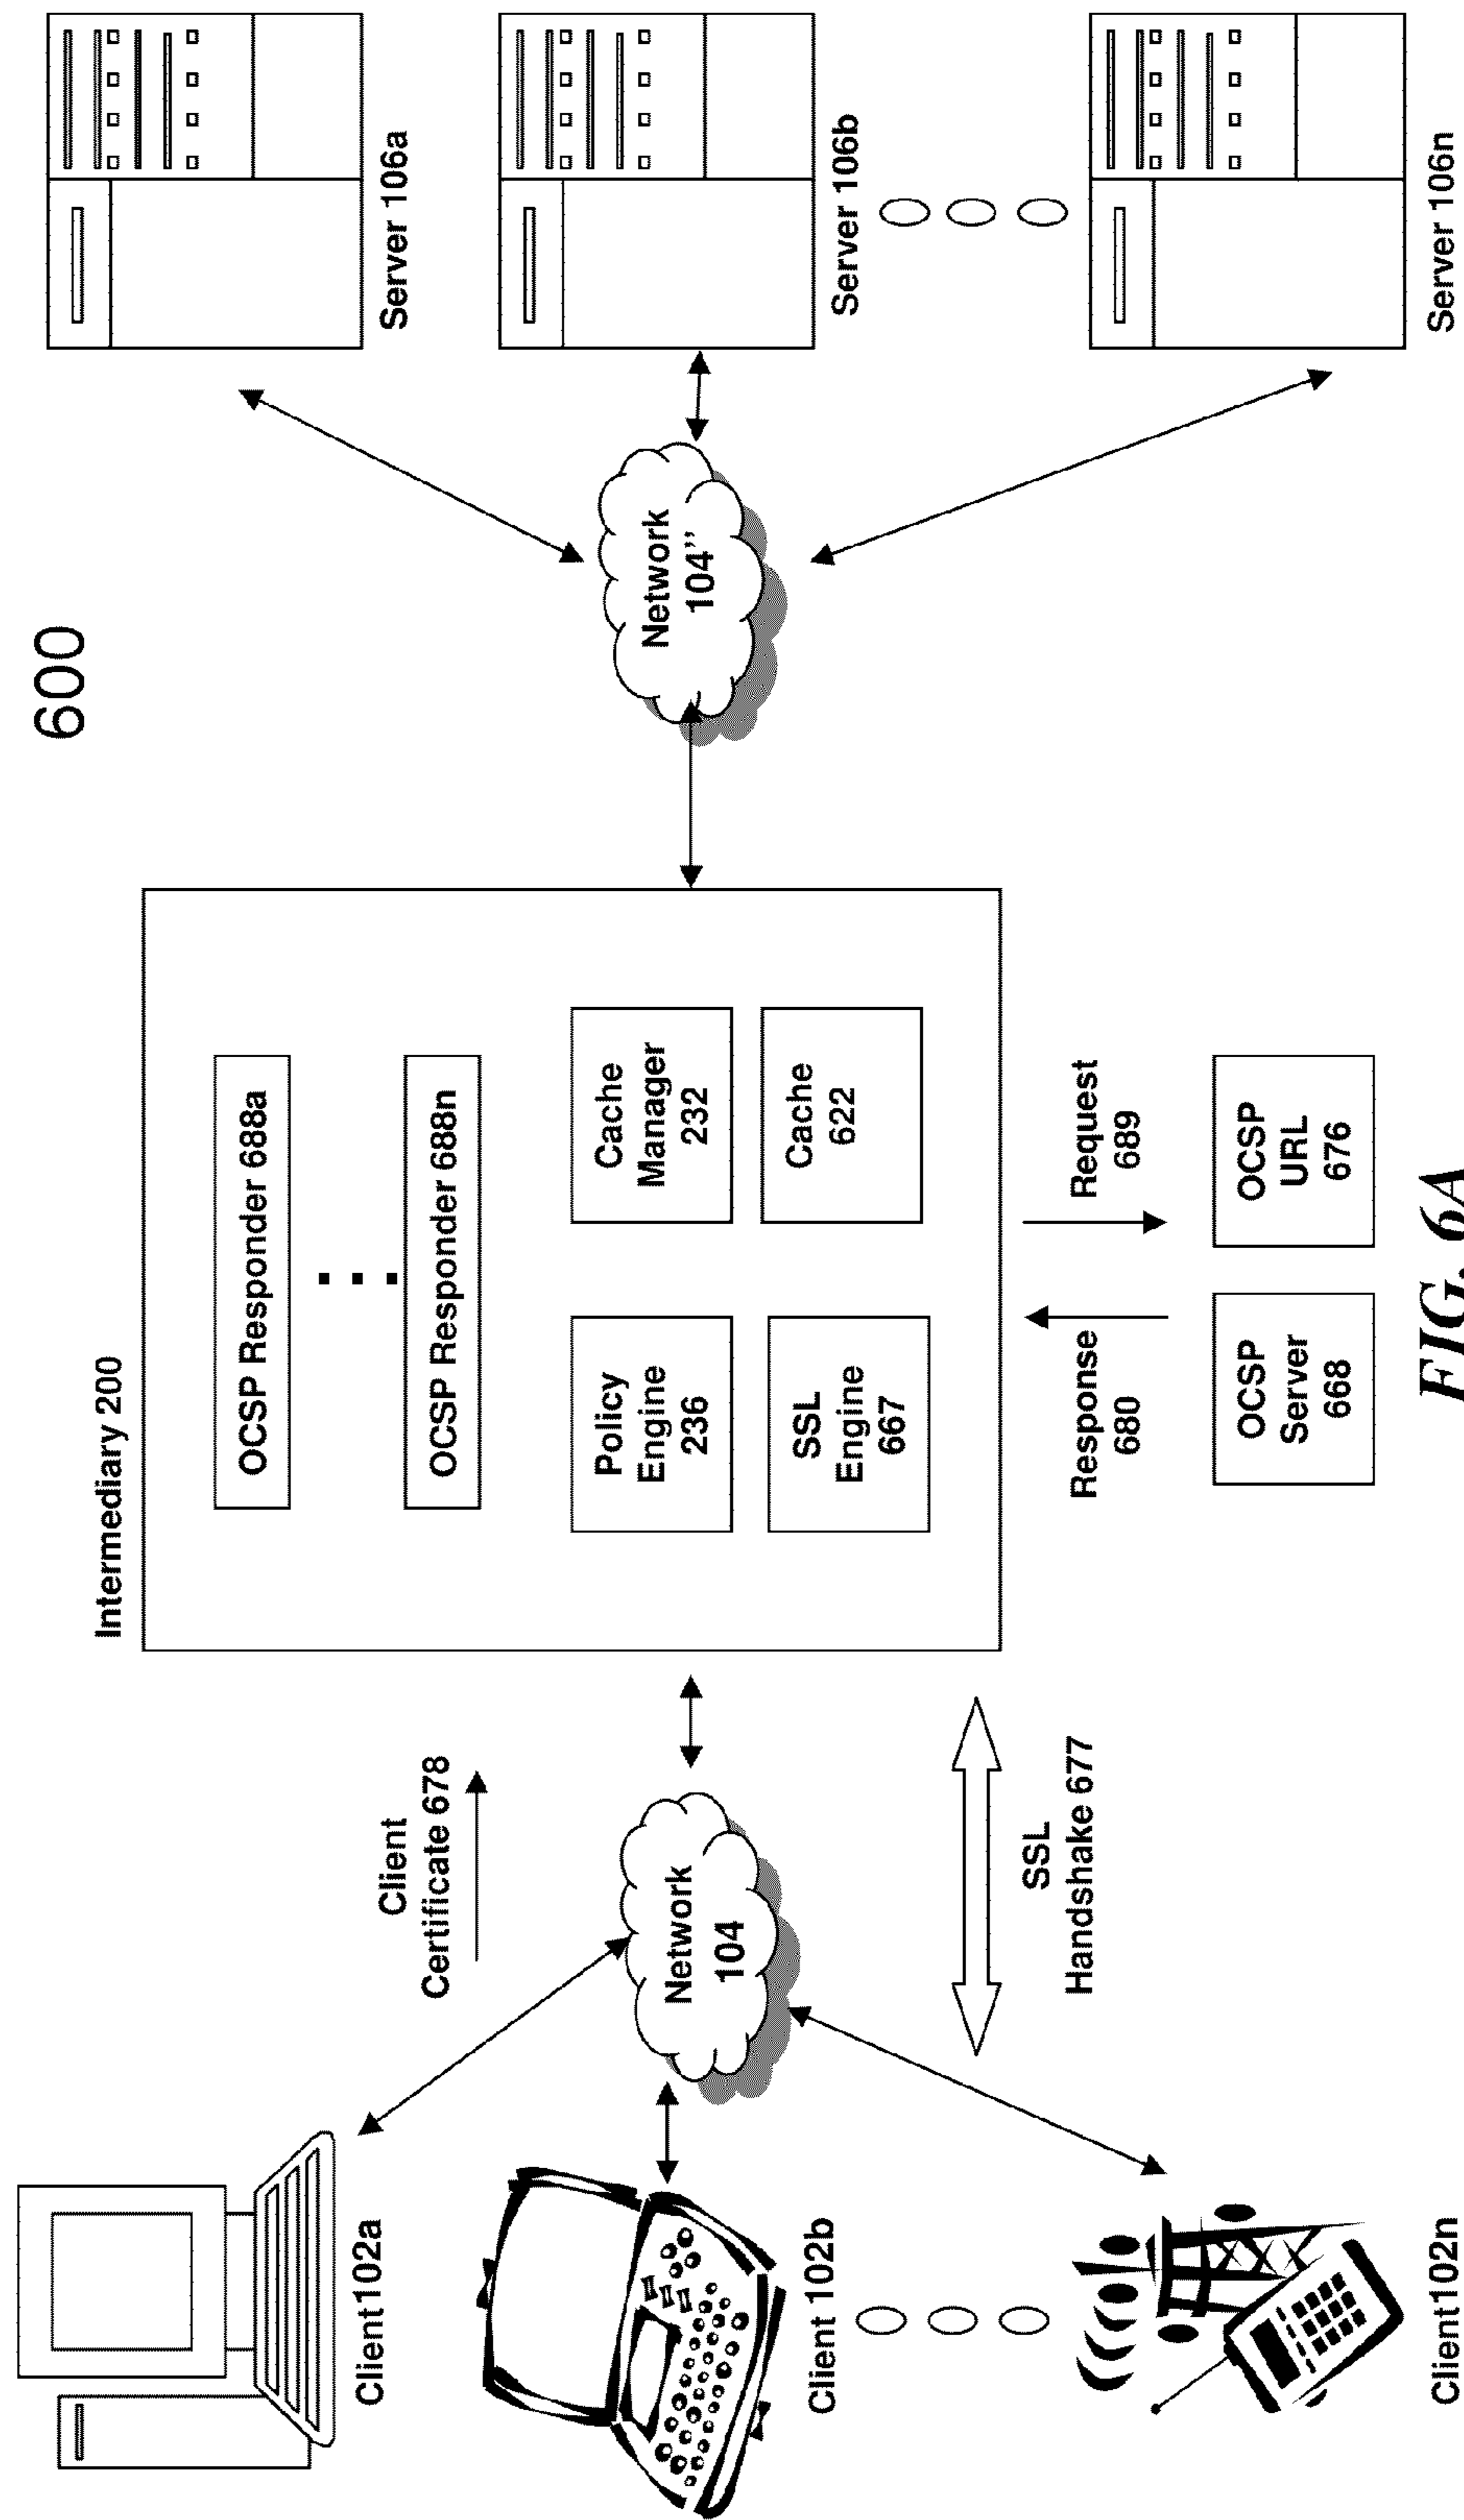 600
Intermediary 200
OCSP Responder 688a
OCSP Responder 688n
Policy
Engine
236
Cache
Manager
232
SSL
Engine
667
Cache
622
Client
Certificate 678
Network
104
SSL
Handshake 677
Network
104’’
Client102a
Client 102b
Client102n
Server 106a
Server 106b
Server 106n
Response
680
Request
689
OCSP
Server
668
OCSP
URL
676
FIG. 6A